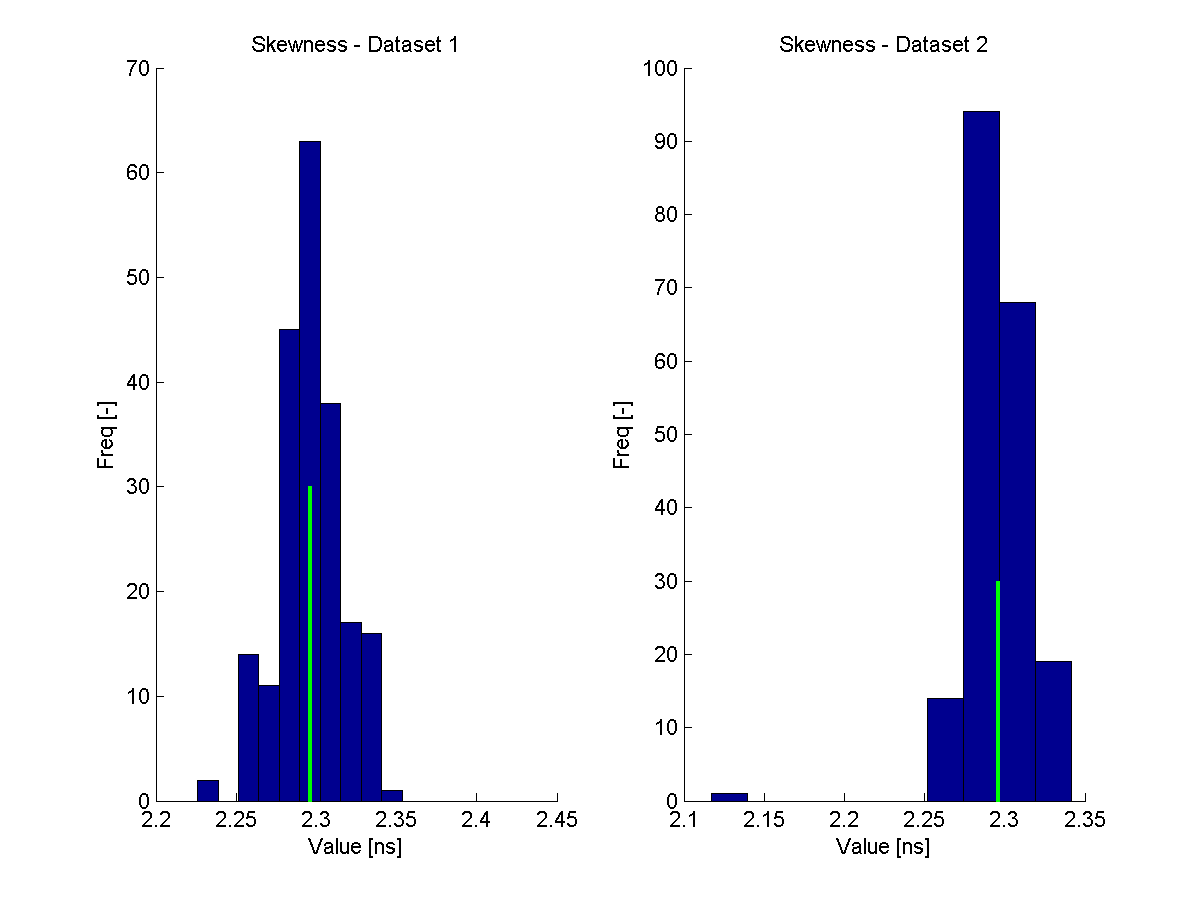 Skewness - Dataset 1
70
60
50
40
30
20
10
0
Freq [-]
2.2 2.25 2.3 2.35 2.4 2.45
Value [ns]
Skewness - Dataset 2
100
90
80
70
60
50
40
30
20
10
0
Freq [-]
2.1 2.15 2.2 2.25 2.3 2.35
Value [ns]